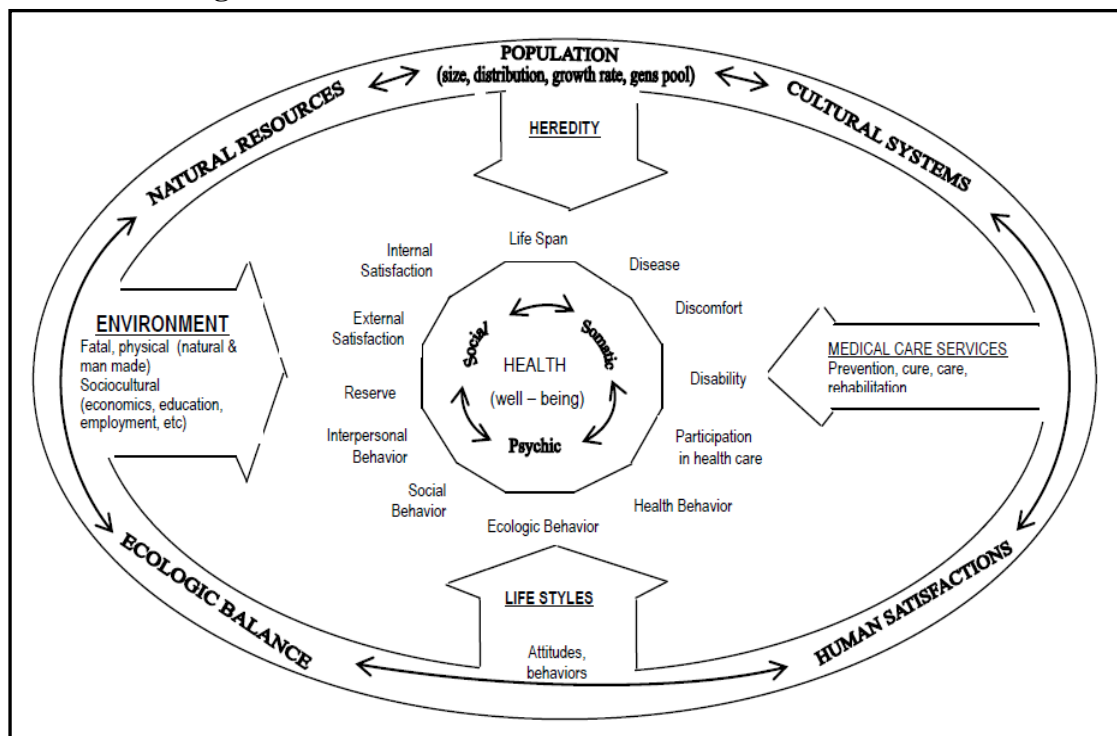 POPULATION
(size, distribution, growth rate, gens pool)
NATURAL RESOURCES
CULTURAL SYSTEMS
HEREDITY
Life Span
Internal
Satisfaction
Disease
External
Satisfaction
Discomfort
ENVIRONMENT
Fatal, physical (natural &
man made)
Sociocultural
(economics, education,
employment, etc)
Social
Somatic
HEALTH
(well – being)
Psychic
MEDICAL CARE SERVICES
Prevention, cure, care,
rehabilitation
Reserve
Disability
Interpersonal
Behavior
Participation
in health care
Social
Behavior
Health Behavior
Ecologic Behavior
ECOLOGIC BALANCE
HUMAN SATISFACTIONS
LIFE STYLES
Attitudes,
behaviors